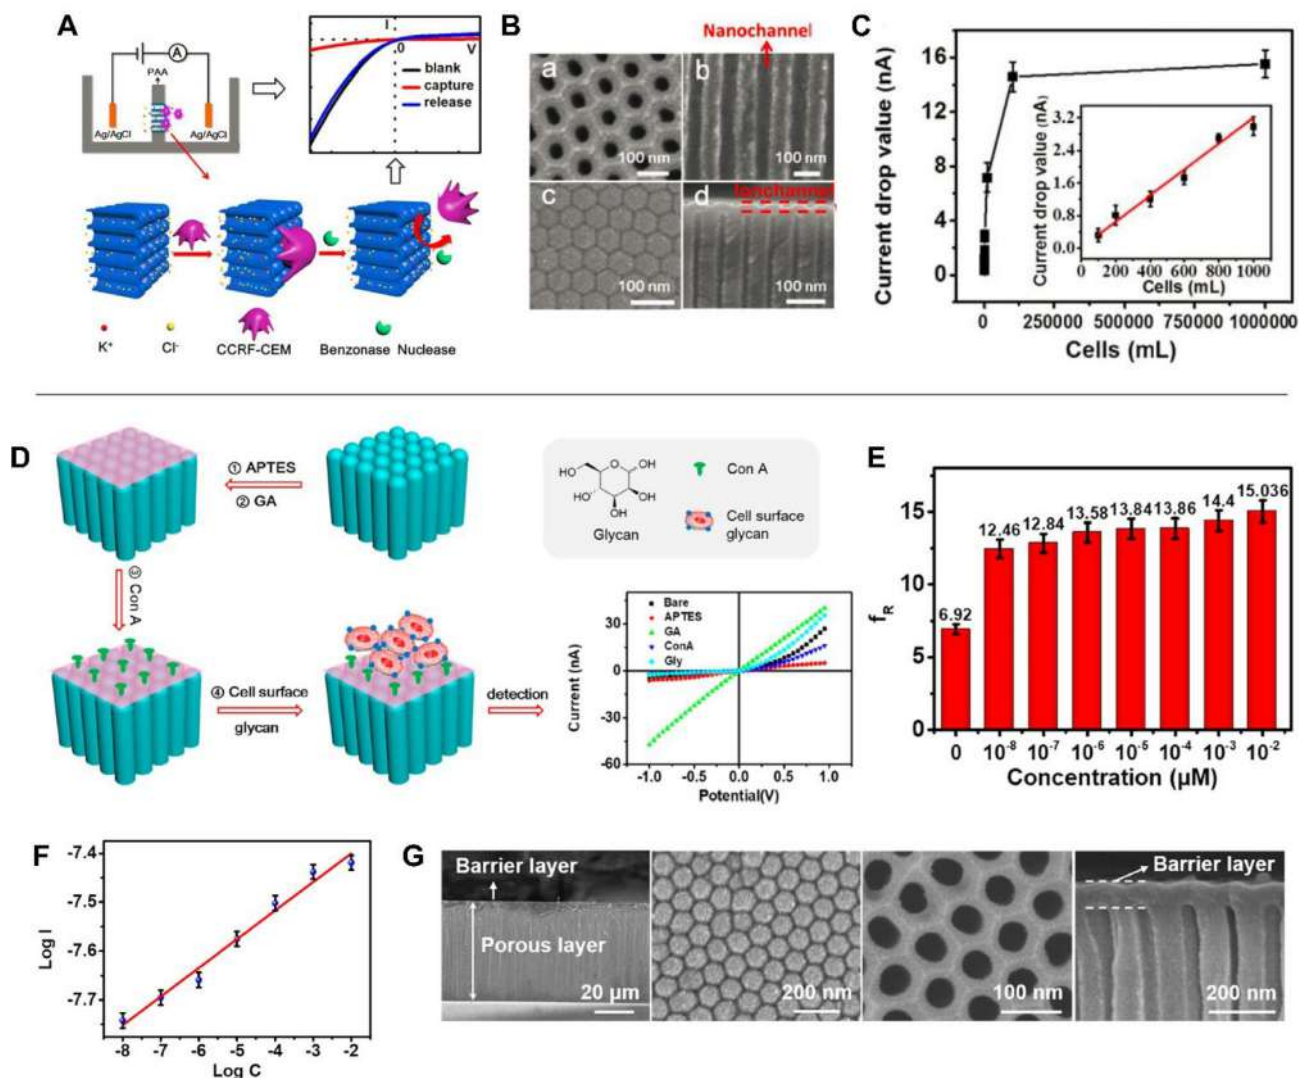 A
A
PAA
Ag/AgCl
Ag/AgCl
I
V
0
blank
capture
release
K⁺
Cl⁻
CCRF-CEM
Benzonase Nuclease
B
Nanochannel
a
100 nm
b
100 nm
c
100 nm
d
100 nm
C
Current drop value (nA)
16
12
8
4
0
0
250000
500000
750000
1000000
Cells (mL)
Current drop value (nA)
3.2
2.4
1.6
0.8
0.0
0
200
400
600
800
1000
Cells (mL)
D
① APTES
② GA
③ Con A
④ Cell surface
glycan
detection
HO
O
OH
HO
OH
OH
Glycan
Con A
Cell surface
glycan
Current (nA)
30
0
-30
-60
Bare
APTES
GA
ConA
Gly
-1.0
-0.5
0.0
0.5
1.0
Potential(V)
E
f_R
15
10
5
0
6.92
12.46
12.84
13.58
13.84
13.86
14.4
15.036
0
10⁻⁸
10⁻⁷
10⁻⁶
10⁻⁵
10⁻⁴
10⁻³
10⁻²
Concentration (µM)
F
Log I
-7.4
-7.5
-7.6
-7.7
-8
-7
-6
-5
-4
-3
-2
Log C
G
Barrier layer
Porous layer
20 µm
200 nm
100 nm
Barrier layer
200 nm